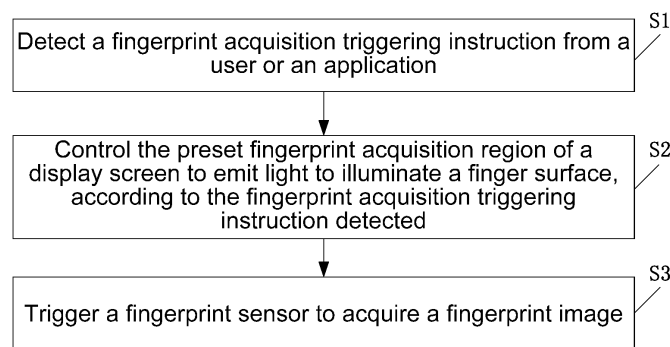 S1
Detect a fingerprint acquisition triggering instruction from a
user or an application
S2
Control the preset fingerprint acquisition region of a
display screen to emit light to illuminate a finger surface,
according to the fingerprint acquisition triggering
instruction detected
S3
Trigger a fingerprint sensor to acquire a fingerprint image